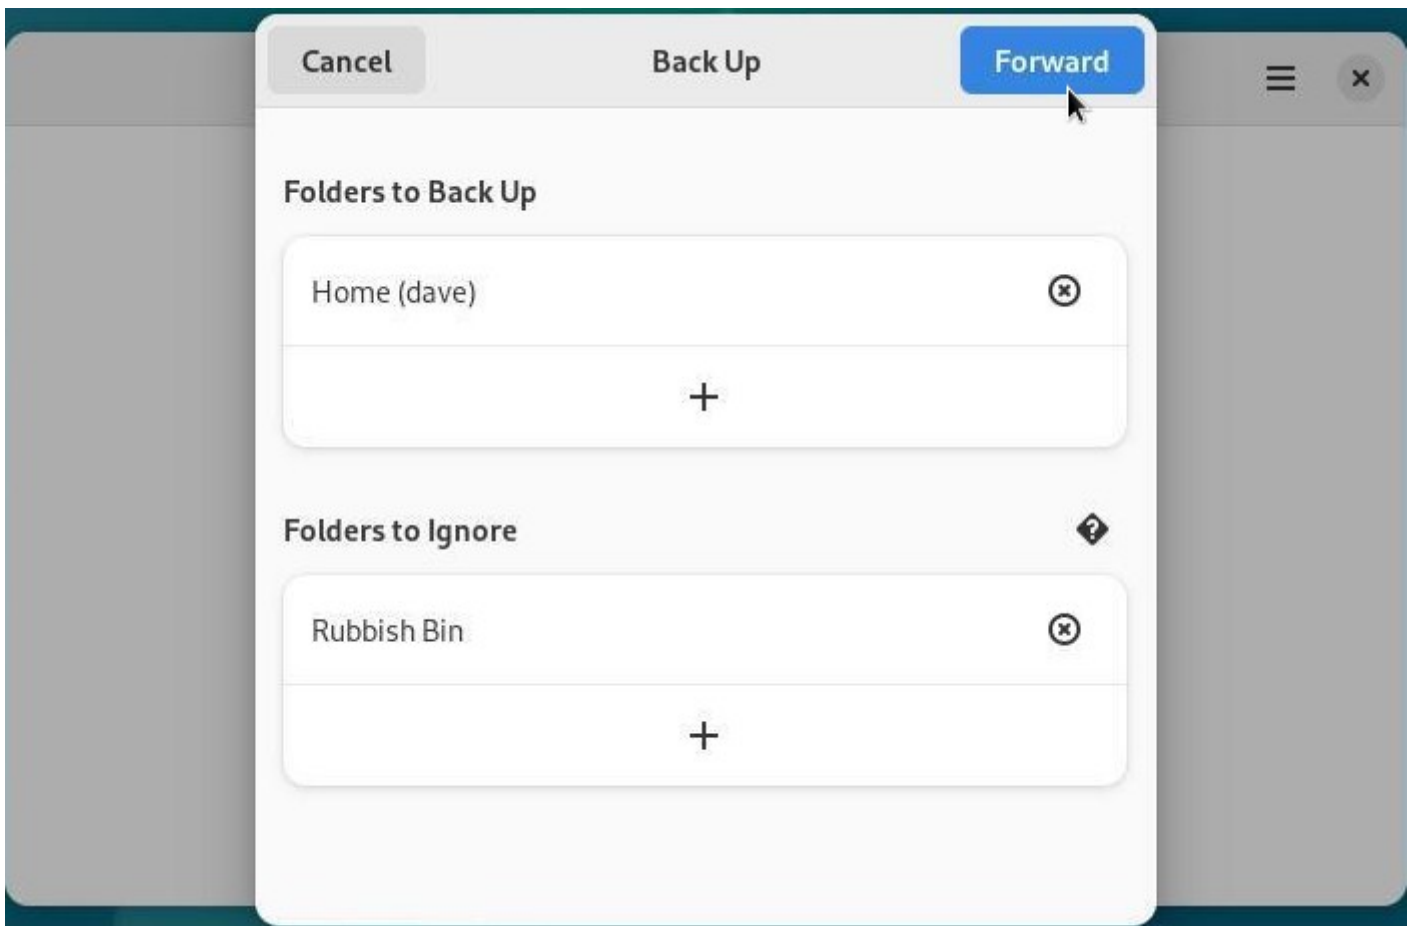 Cancel Back Up Forward
Folders to Back Up
Home (dave)
Folders to Ignore
Rubbish Bin